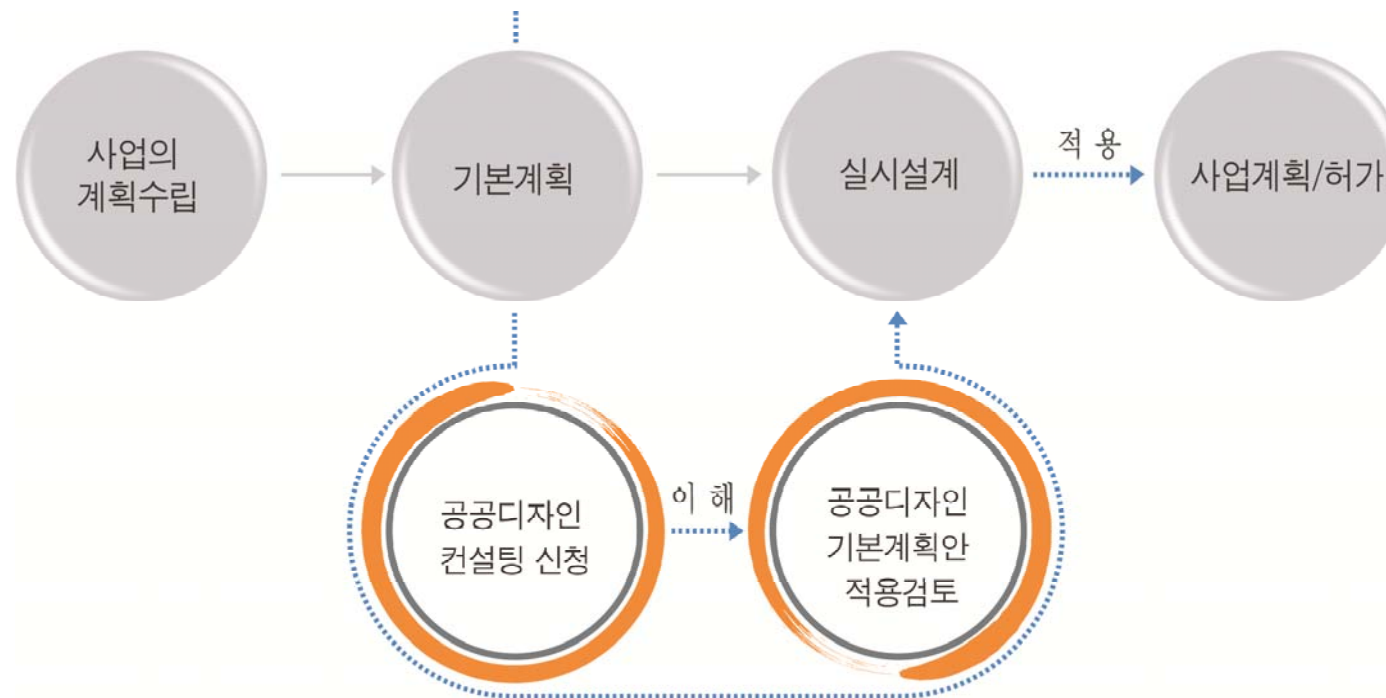 사업의
계획수립
기본계획
실시설계
적 용
사업계획/허가
공공디자인
컨설팅 신청
이 해
공공디자인
기본계획안
적용검토